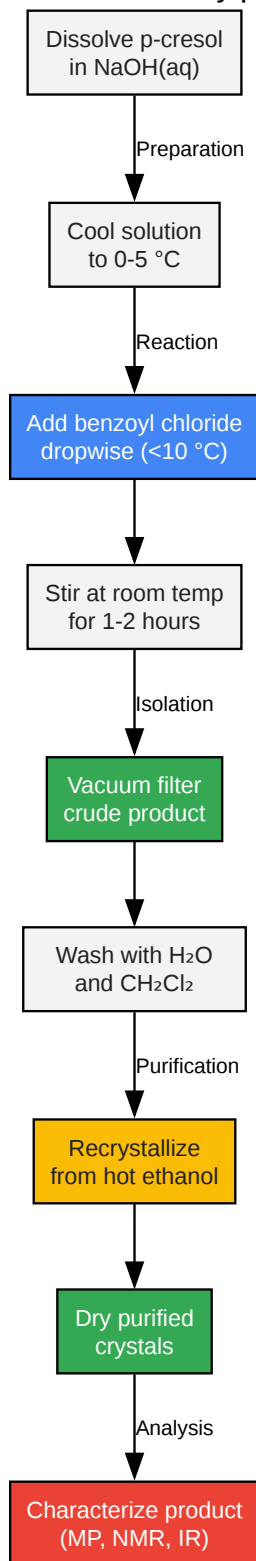 Dissolve p-cresol
in NaOH(aq)
Preparation
Cool solution
to 0-5 °C
Reaction
Add benzoyl chloride
dropwise (<10 °C)
Stir at room temp
for 1-2 hours
Isolation
Vacuum filter
crude product
Wash with H₂O
and CH₂Cl₂
Purification
Recrystallize
from hot ethanol
Dry purified
crystals
Analysis
Characterize product
(MP, NMR, IR)